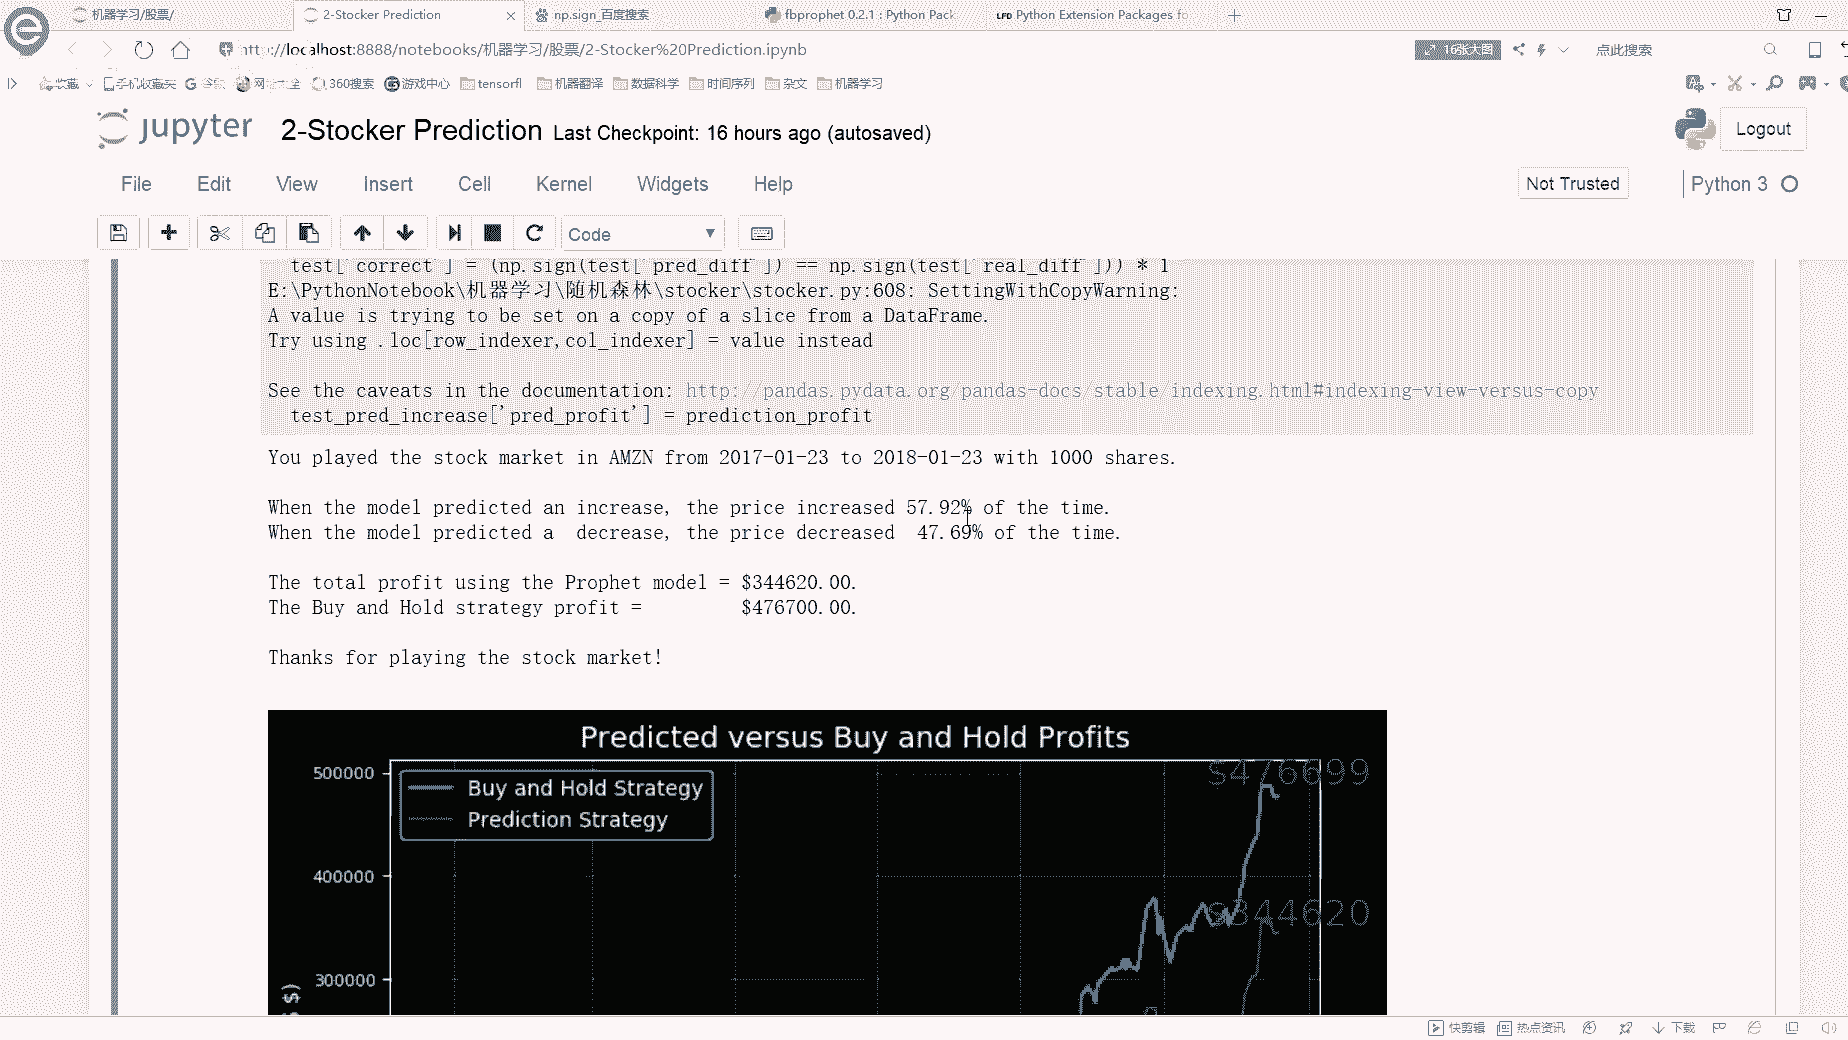 机器学习/股票/
2-Stocker Prediction
np.sign_百度搜索
fbprophet 0.2.1 : Python Pack
LFD Python Extension Packages fo
http://localhost:8888/notebooks/机器学习/股票/2-Stocker%20Prediction.ipynb
16张大图
点此搜索
收藏
手机收藏夹
360搜索
游戏中心
tensorfl
机器翻译
数据科学
时间序列
杂文
机器学习
jupyter
2-Stocker Prediction Last Checkpoint: 16 hours ago (autosaved)
Logout
File Edit View Insert Cell Kernel Widgets Help
Not Trusted
Python 3
Code
test['correct'] = (np.sign(test['pred_diff']) == np.sign(test['real_diff'])) * 1
E:\PythonNotebook\机器学习\随机森林\stocker\stocker.py:608: SettingWithCopyWarning:
A value is trying to be set on a copy of a slice from a DataFrame.
Try using .loc[row_indexer,col_indexer] = value instead
See the caveats in the documentation: http://pandas.pydata.org/pandas-docs/stable/indexing.html#indexing-view-versus-copy
test_pred_increase['pred_profit'] = prediction_profit
You played the stock market in AMZN from 2017-01-23 to 2018-01-23 with 1000 shares.
When the model predicted an increase, the price increased 57.92% of the time.
When the model predicted a  decrease, the price decreased  47.69% of the time.
The total profit using the Prophet model = $344620.00.
The Buy and Hold strategy profit =         $476700.00.
Thanks for playing the stock market!
Predicted versus Buy and Hold Profits
Buy and Hold Strategy
Prediction Strategy
$476699
$344620
500000
400000
300000
$)
快剪辑
热点资讯
下载